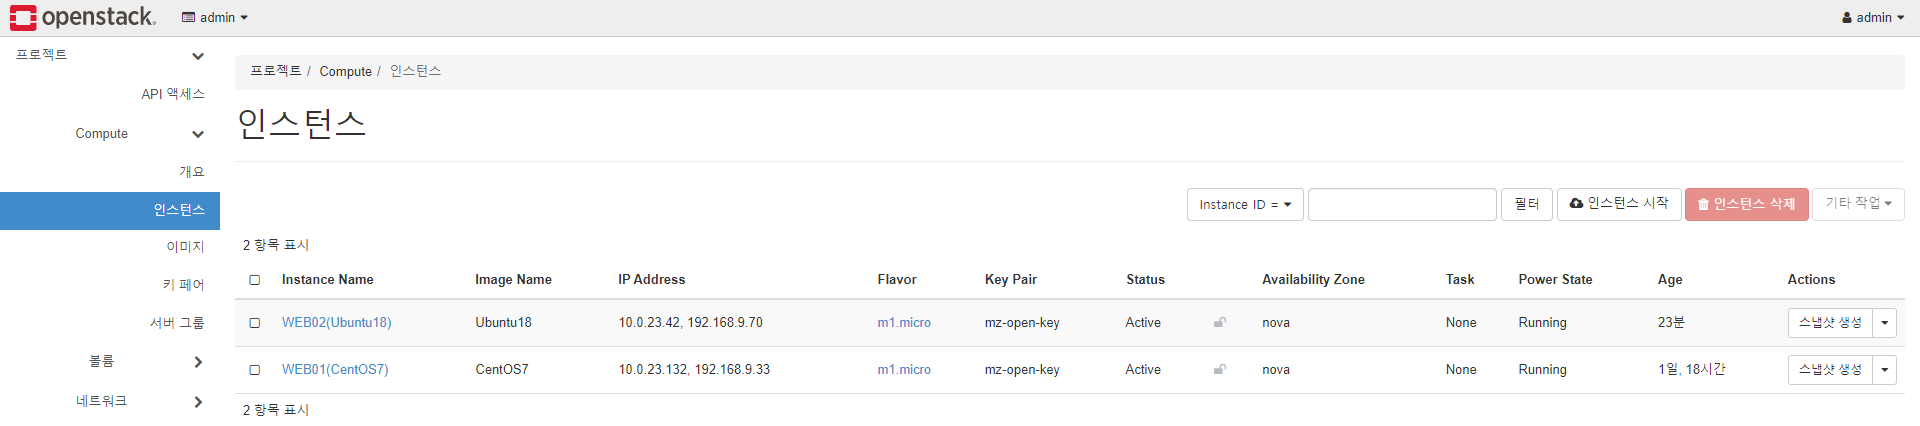 openstack. admin admin
프로젝트
API 액세스
Compute
개요
인스턴스
이미지
키 페어
서버 그룹
볼륨
네트워크
프로젝트 / Compute / 인스턴스
인스턴스
Instance ID = 필터 인스턴스 시작 인스턴스 삭제 기타 작업
2 항목 표시
Instance Name Image Name IP Address Flavor Key Pair Status Availability Zone Task Power State Age Actions
WEB02(Ubuntu18) Ubuntu18 10.0.23.42, 192.168.9.70 m1.micro mz-open-key Active nova None Running 23분 스냅샷 생성
WEB01(CentOS7) CentOS7 10.0.23.132, 192.168.9.33 m1.micro mz-open-key Active nova None Running 1일, 18시간 스냅샷 생성
2 항목 표시